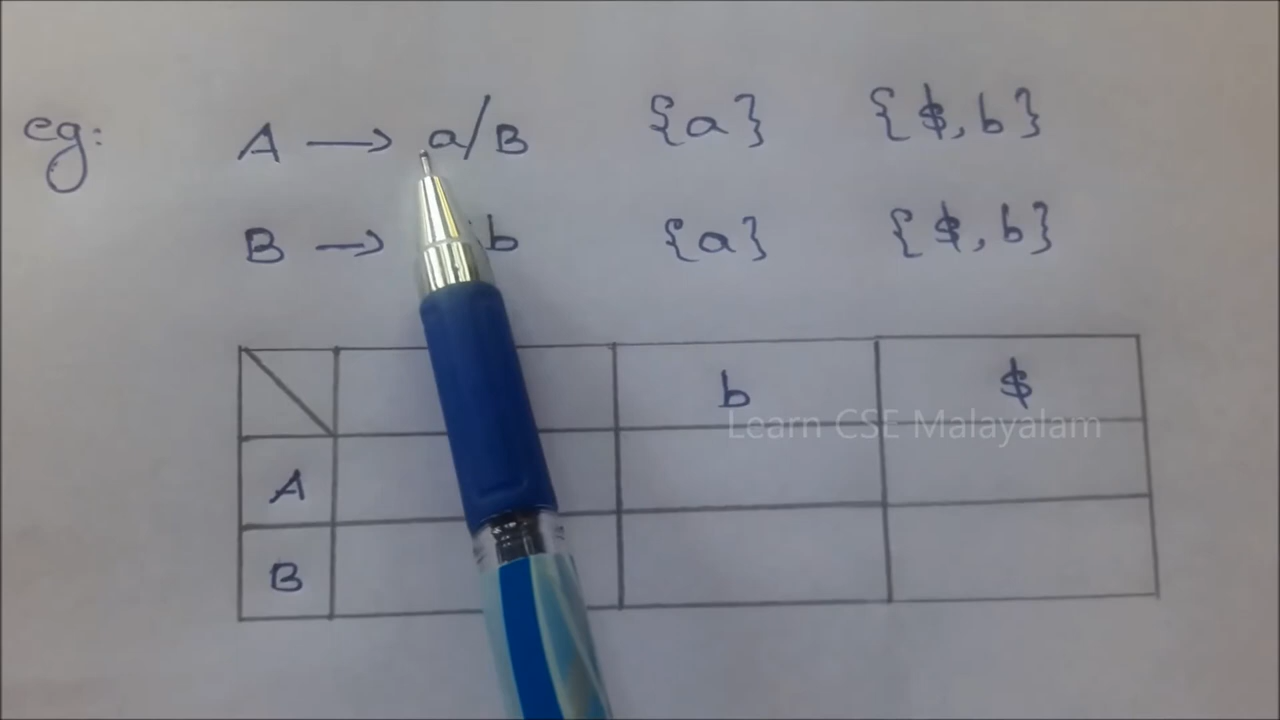 eg: A → a/B {a} {$, b}
B → b {a} {$, b}
b $
Learn CSE Malayalam
A
B